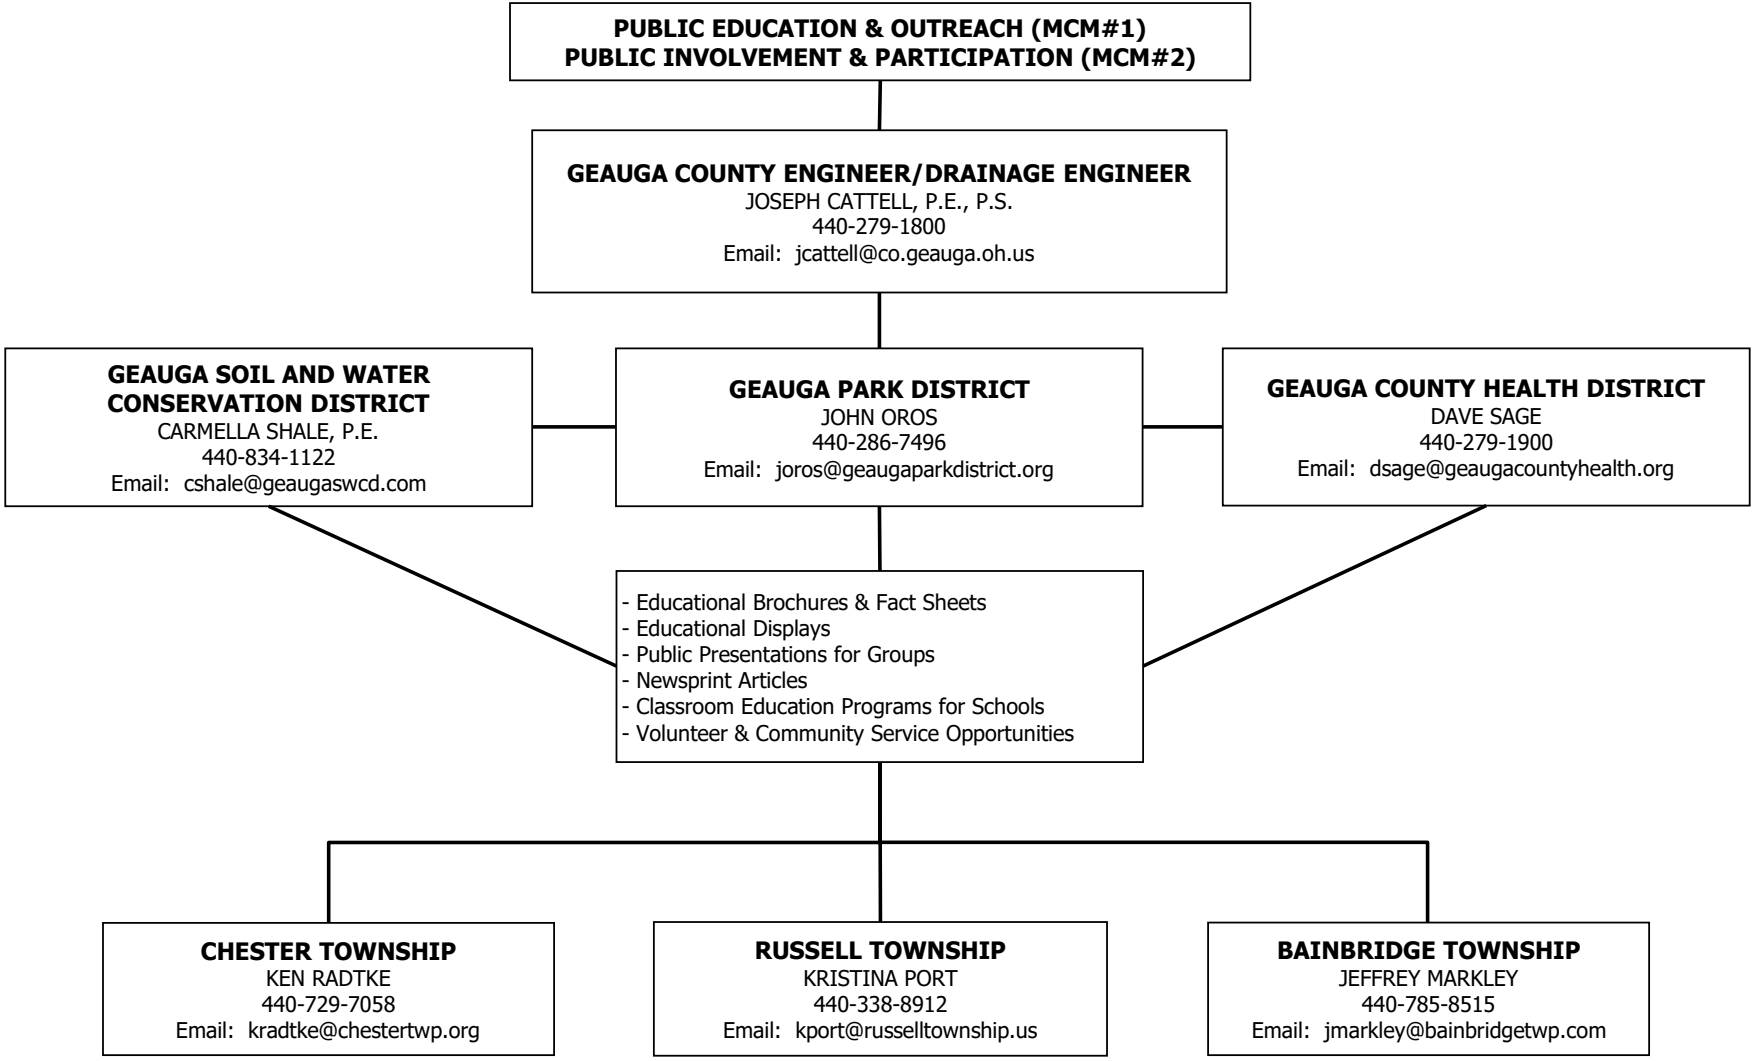 PUBLIC EDUCATION & OUTREACH (MCM#1)
PUBLIC INVOLVEMENT & PARTICIPATION (MCM#2)
GEAUGA COUNTY ENGINEER/DRAINAGE ENGINEER
JOSEPH CATTELL, P.E., P.S.
440-279-1800
Email: jcattell@co.geauga.oh.us
GEAUGA SOIL AND WATER
CONSERVATION DISTRICT
CARMELLA SHALE, P.E.
440-834-1122
Email: cshale@geaugaswcd.com
GEAUGA PARK DISTRICT
JOHN OROS
440-286-7496
Email: joros@geaugaparkdistrict.org
GEAUGA COUNTY HEALTH DISTRICT
DAVE SAGE
440-279-1900
Email: dsage@geaugacountyhealth.org
- Educational Brochures & Fact Sheets
- Educational Displays
- Public Presentations for Groups
- Newsprint Articles
- Classroom Education Programs for Schools
- Volunteer & Community Service Opportunities
CHESTER TOWNSHIP
KEN RADTKE
440-729-7058
Email: kradtke@chestertwp.org
RUSSELL TOWNSHIP
KRISTINA PORT
440-338-8912
Email: kport@russelltownship.us
BAINBRIDGE TOWNSHIP
JEFFREY MARKLEY
440-785-8515
Email: jmarkley@bainbridgetwp.com